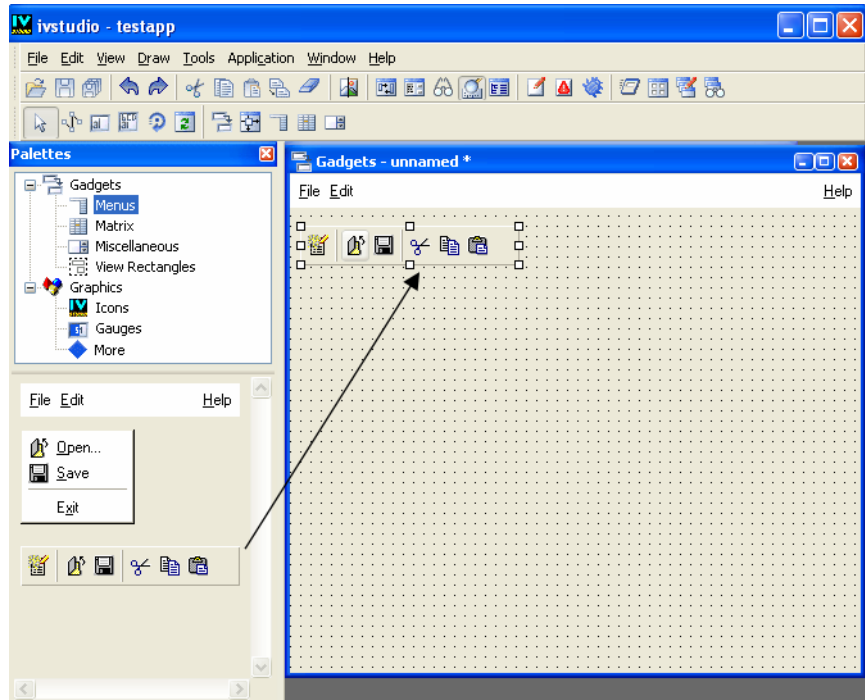 ivstudio - testapp
File Edit View Draw Tools Application Window Help
Palettes
Gadgets
Menus
Matrix
Miscellaneous
View Rectangles
Graphics
Icons
Gauges
More
File Edit Help
Open...
Save
Exit
Gadgets - unnamed *
File Edit Help